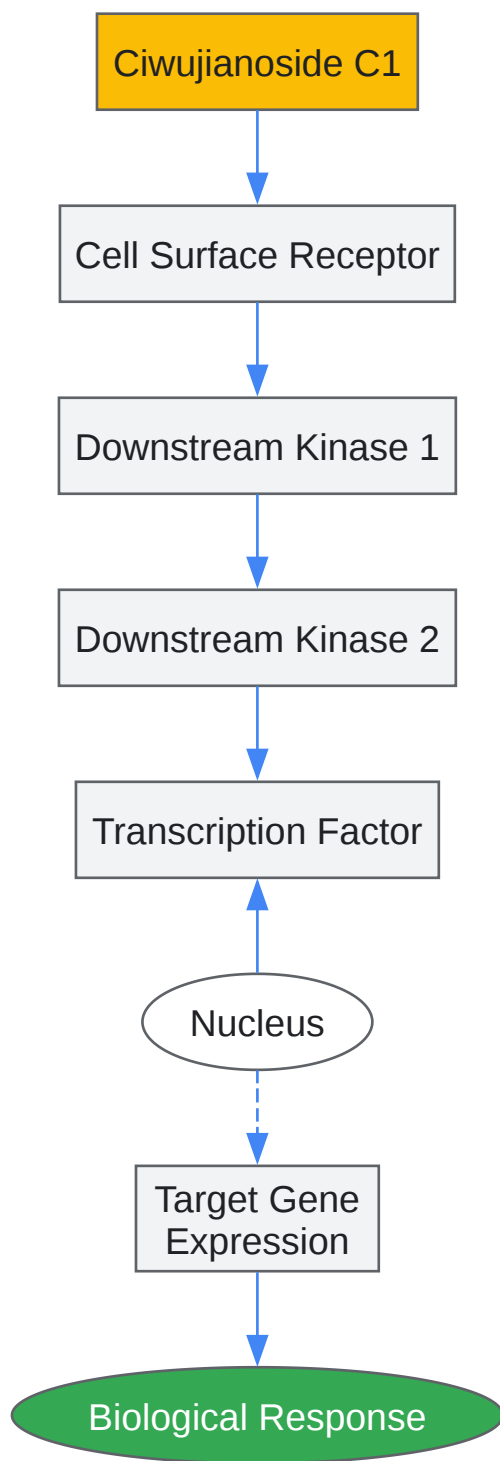 Ciwujianoside C1
Cell Surface Receptor
Downstream Kinase 1
Downstream Kinase 2
Transcription Factor
Nucleus
Target Gene
Expression
Biological Response